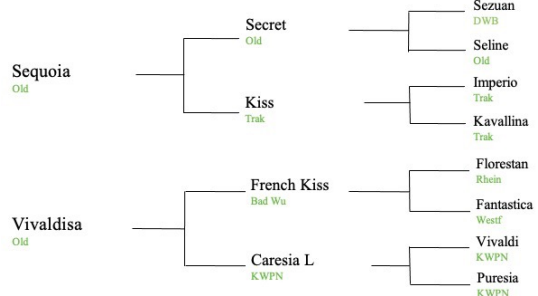 Sequoia
Old
Secret
Old
Kiss
Trak
Sezuan
DWB
Seline
Old
Imperio
Trak
Kavallina
Trak
Vivaldisa
Old
French Kiss
Bad Wu
Caresia L
KWPN
Florestan
Rhein
Fantastica
Westf
Vivaldi
KWPN
Puresia
KWPN